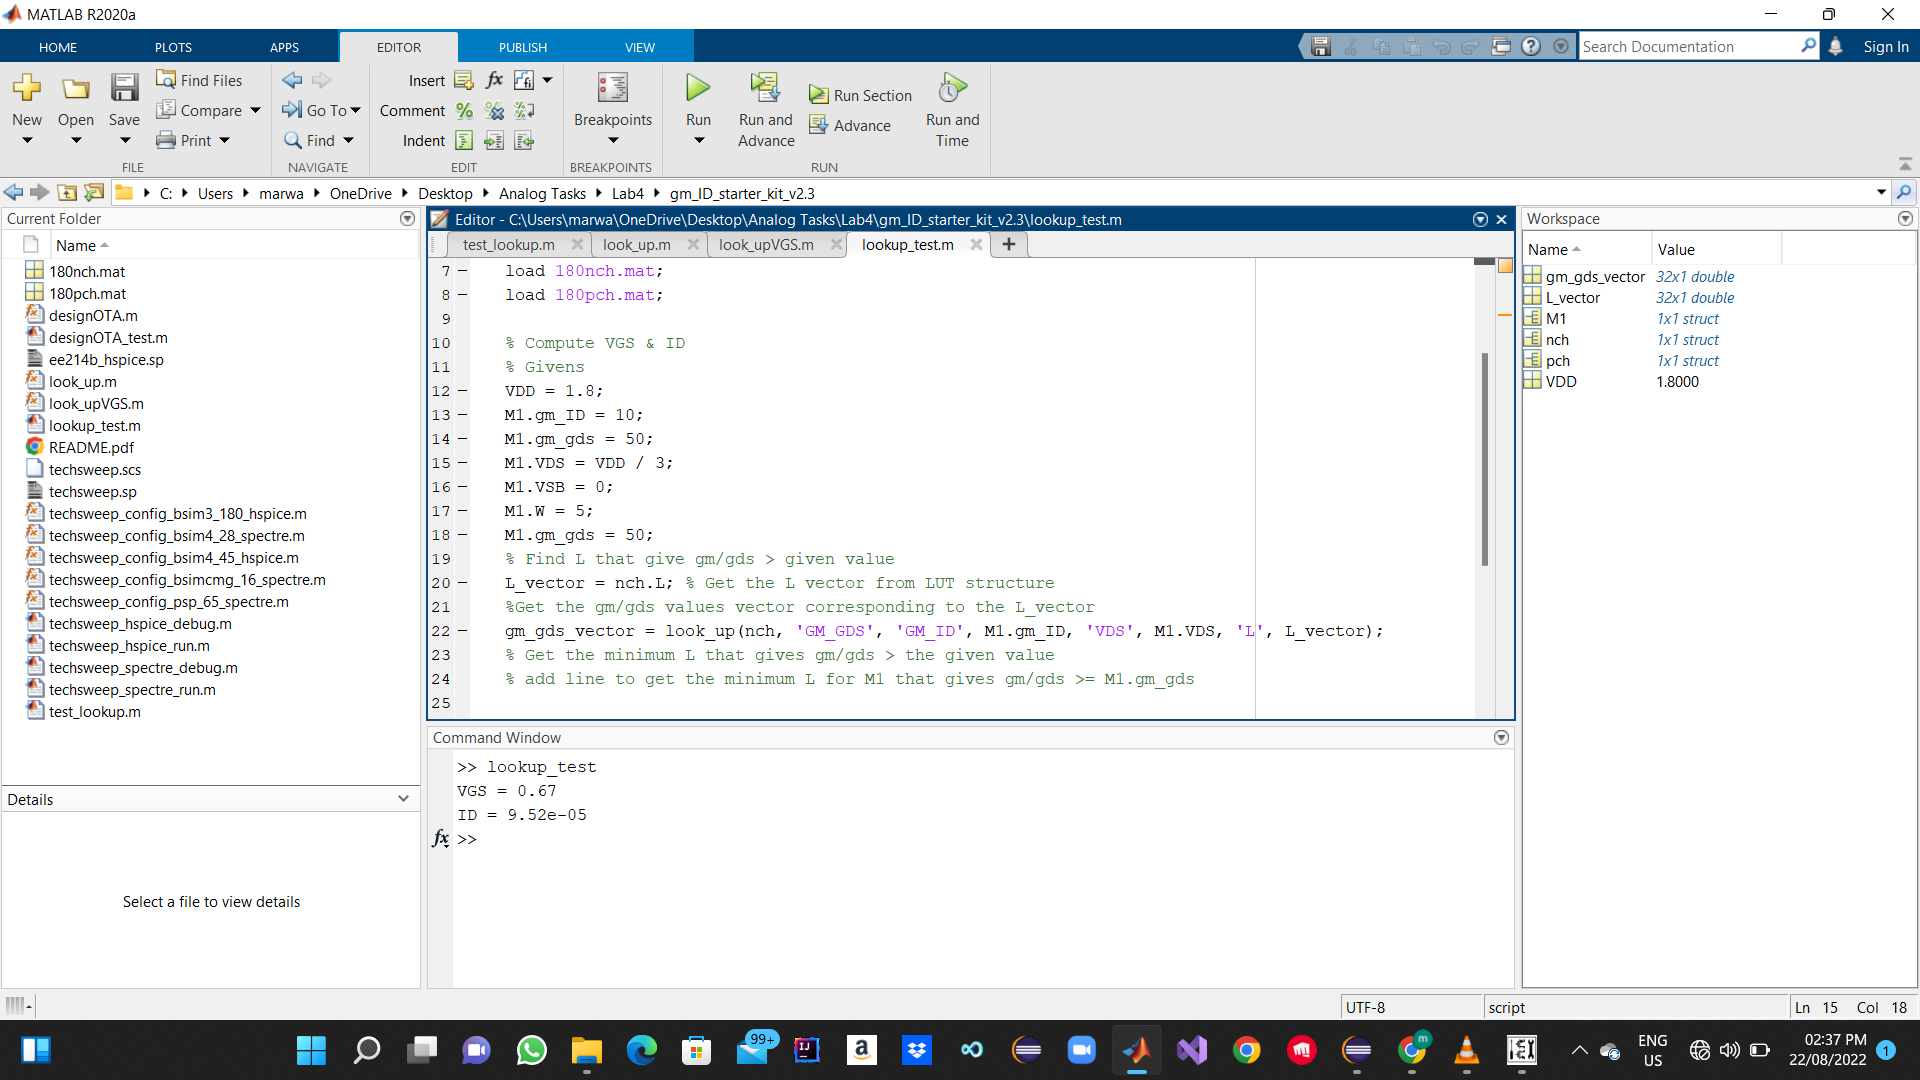 MATLAB R2020a
HOME PLOTS APPS EDITOR PUBLISH VIEW
Search Documentation
Sign In
New
Open
Save
Find Files
Compare
Print
FILE
Go To
Find
NAVIGATE
Insert
Comment
Indent
EDIT
Breakpoints
BREAKPOINTS
Run
Run and
Advance
Run Section
Advance
Run and
Time
RUN
C: Users marwa OneDrive Desktop Analog Tasks Lab4 gm_ID_starter_kit_v2.3
Current Folder
Name
180nch.mat
180pch.mat
designOTA.m
designOTA_test.m
ee214b_hspice.sp
look_up.m
look_upVGS.m
lookup_test.m
README.pdf
techsweep.scs
techsweep.sp
techsweep_config_bsim3_180_hspice.m
techsweep_config_bsim4_28_spectre.m
techsweep_config_bsim4_45_hspice.m
techsweep_config_bsimcmg_16_spectre.m
techsweep_config_psp_65_spectre.m
techsweep_hspice_debug.m
techsweep_hspice_run.m
techsweep_spectre_debug.m
techsweep_spectre_run.m
test_lookup.m
Details
Select a file to view details
Editor - C:\Users\marwa\OneDrive\Desktop\Analog Tasks\Lab4\gm_ID_starter_kit_v2.3\lookup_test.m
test_lookup.m look_up.m look_upVGS.m lookup_test.m +
7 - load 180nch.mat;
8 - load 180pch.mat;
9
10 % Compute VGS & ID
11 % Givens
12 - VDD = 1.8;
13 - M1.gm_ID = 10;
14 - M1.gm_gds = 50;
15 - M1.VDS = VDD / 3;
16 - M1.VSB = 0;
17 - M1.W = 5;
18 - M1.gm_gds = 50;
19 % Find L that give gm/gds > given value
20 - L_vector = nch.L; % Get the L vector from LUT structure
21 %Get the gm/gds values vector corresponding to the L_vector
22 - gm_gds_vector = look_up(nch, 'GM_GDS', 'GM_ID', M1.gm_ID, 'VDS', M1.VDS, 'L', L_vector);
23 % Get the minimum L that gives gm/gds > the given value
24 % add line to get the minimum L for M1 that gives gm/gds >= M1.gm_gds
25
Command Window
>> lookup_test
VGS = 0.67
ID = 9.52e-05
fx >>
Workspace
Name Value
gm_gds_vector 32x1 double
L_vector 32x1 double
M1 1x1 struct
nch 1x1 struct
pch 1x1 struct
VDD 1.8000
UTF-8 script Ln 15 Col 18
99+
ENG
US
02:37 PM
22/08/2022
1